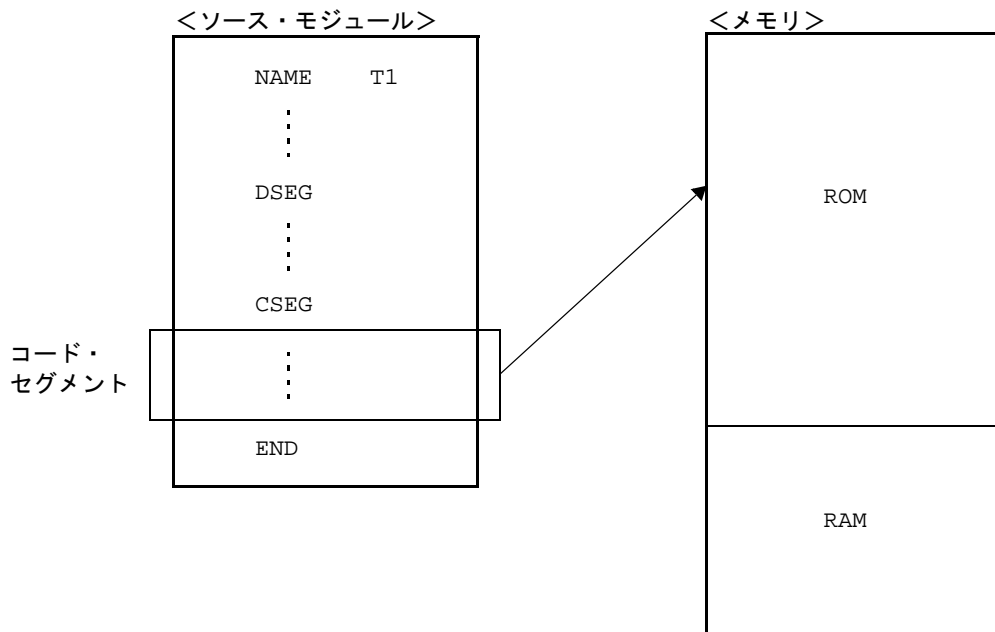 ＜ソース・モジュール＞
NAME T1
DSEG
CSEG
コード・
セグメント
END
＜メモリ＞
ROM
RAM